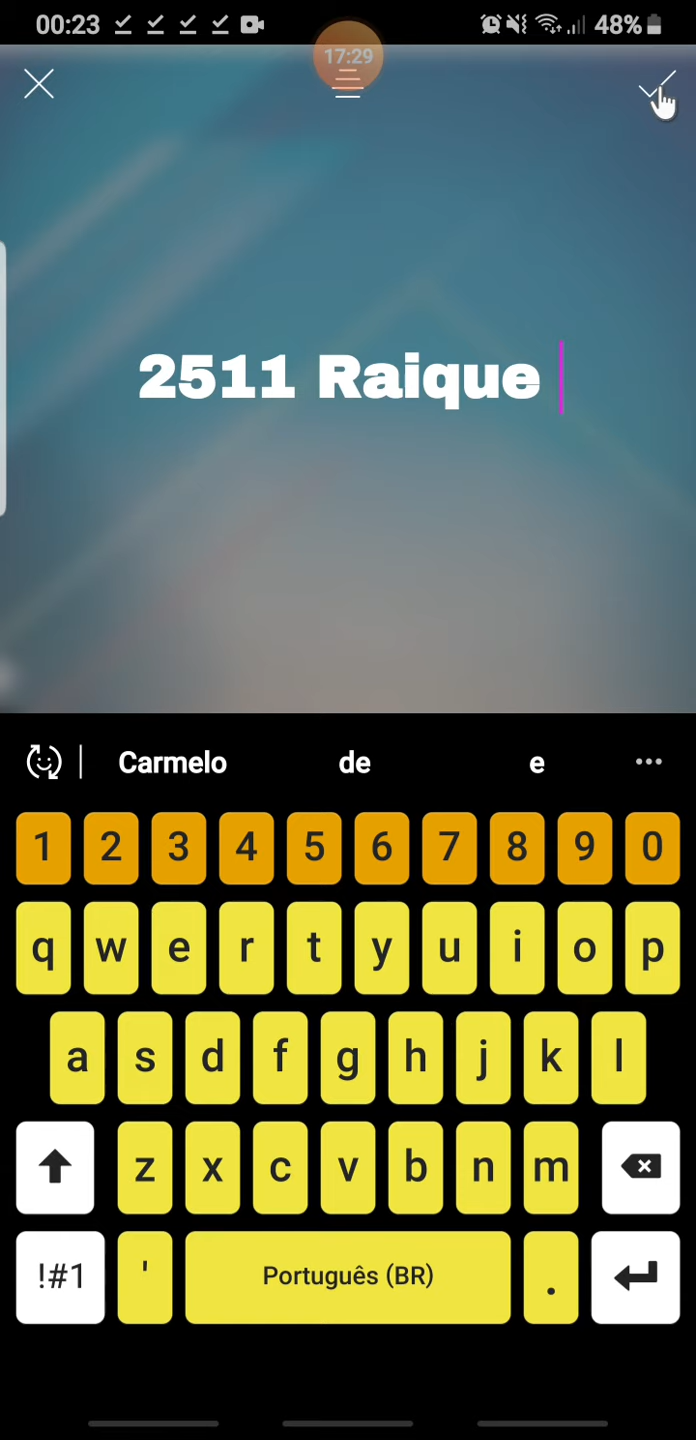 00:23 48%
17:29
2511 Raique
Carmelo de e
1 2 3 4 5 6 7 8 9 0
q w e r t y u i o p
a s d f g h j k l
z x c v b n m
!#1 ' Português (BR) .